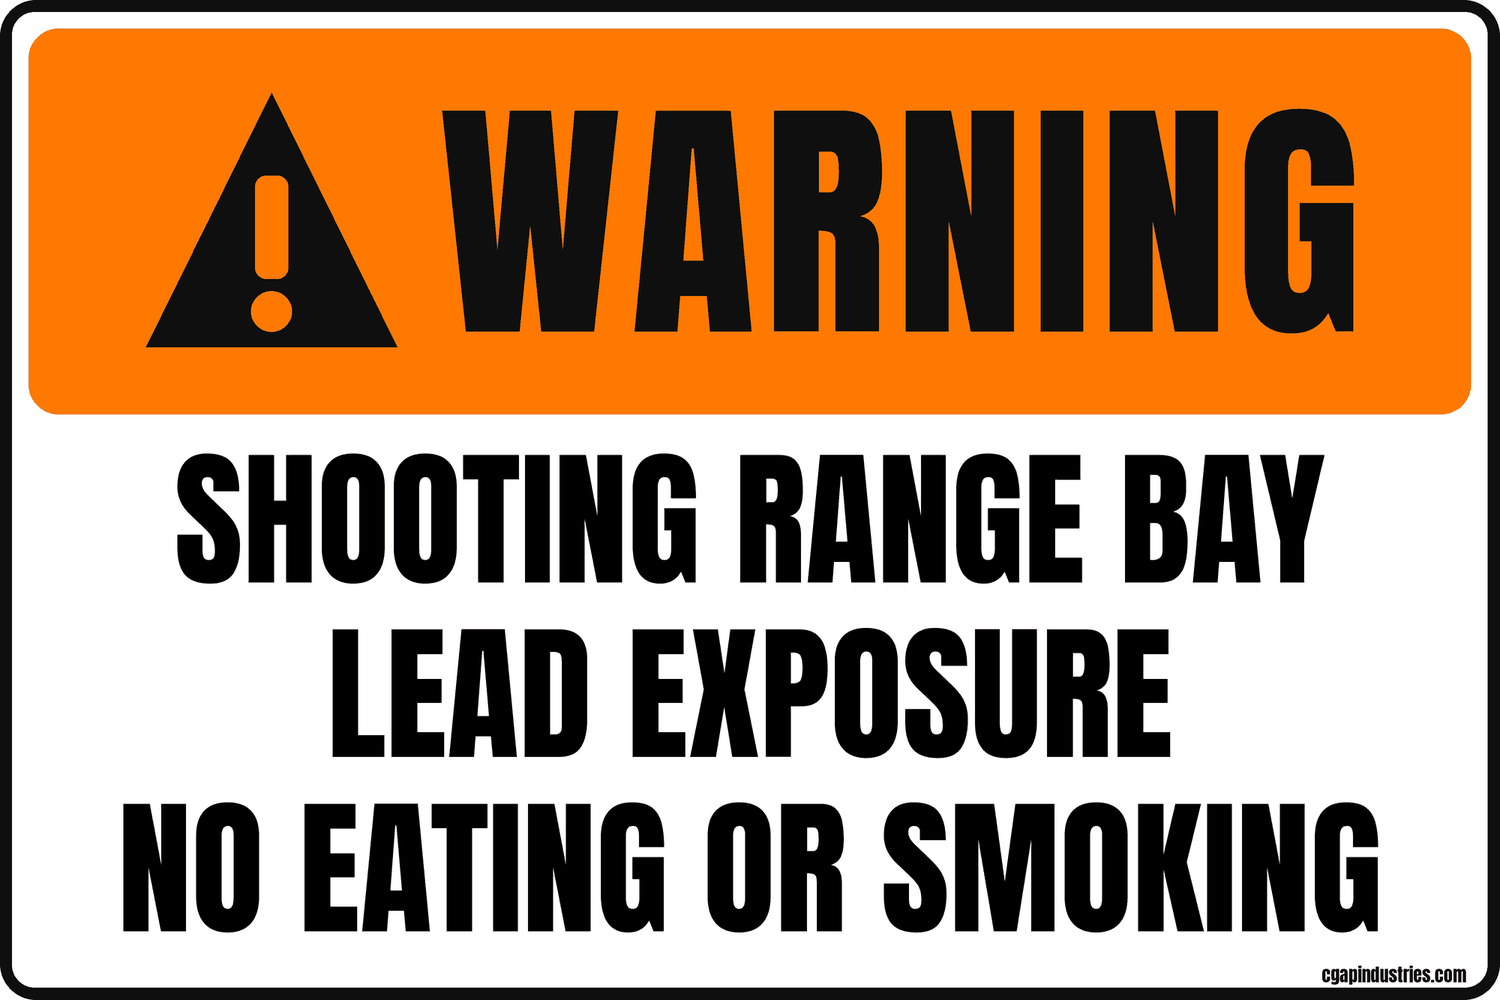 WARNING
SHOOTING RANGE BAY
LEAD EXPOSURE
NO EATING OR SMOKING
cgapindustries.com